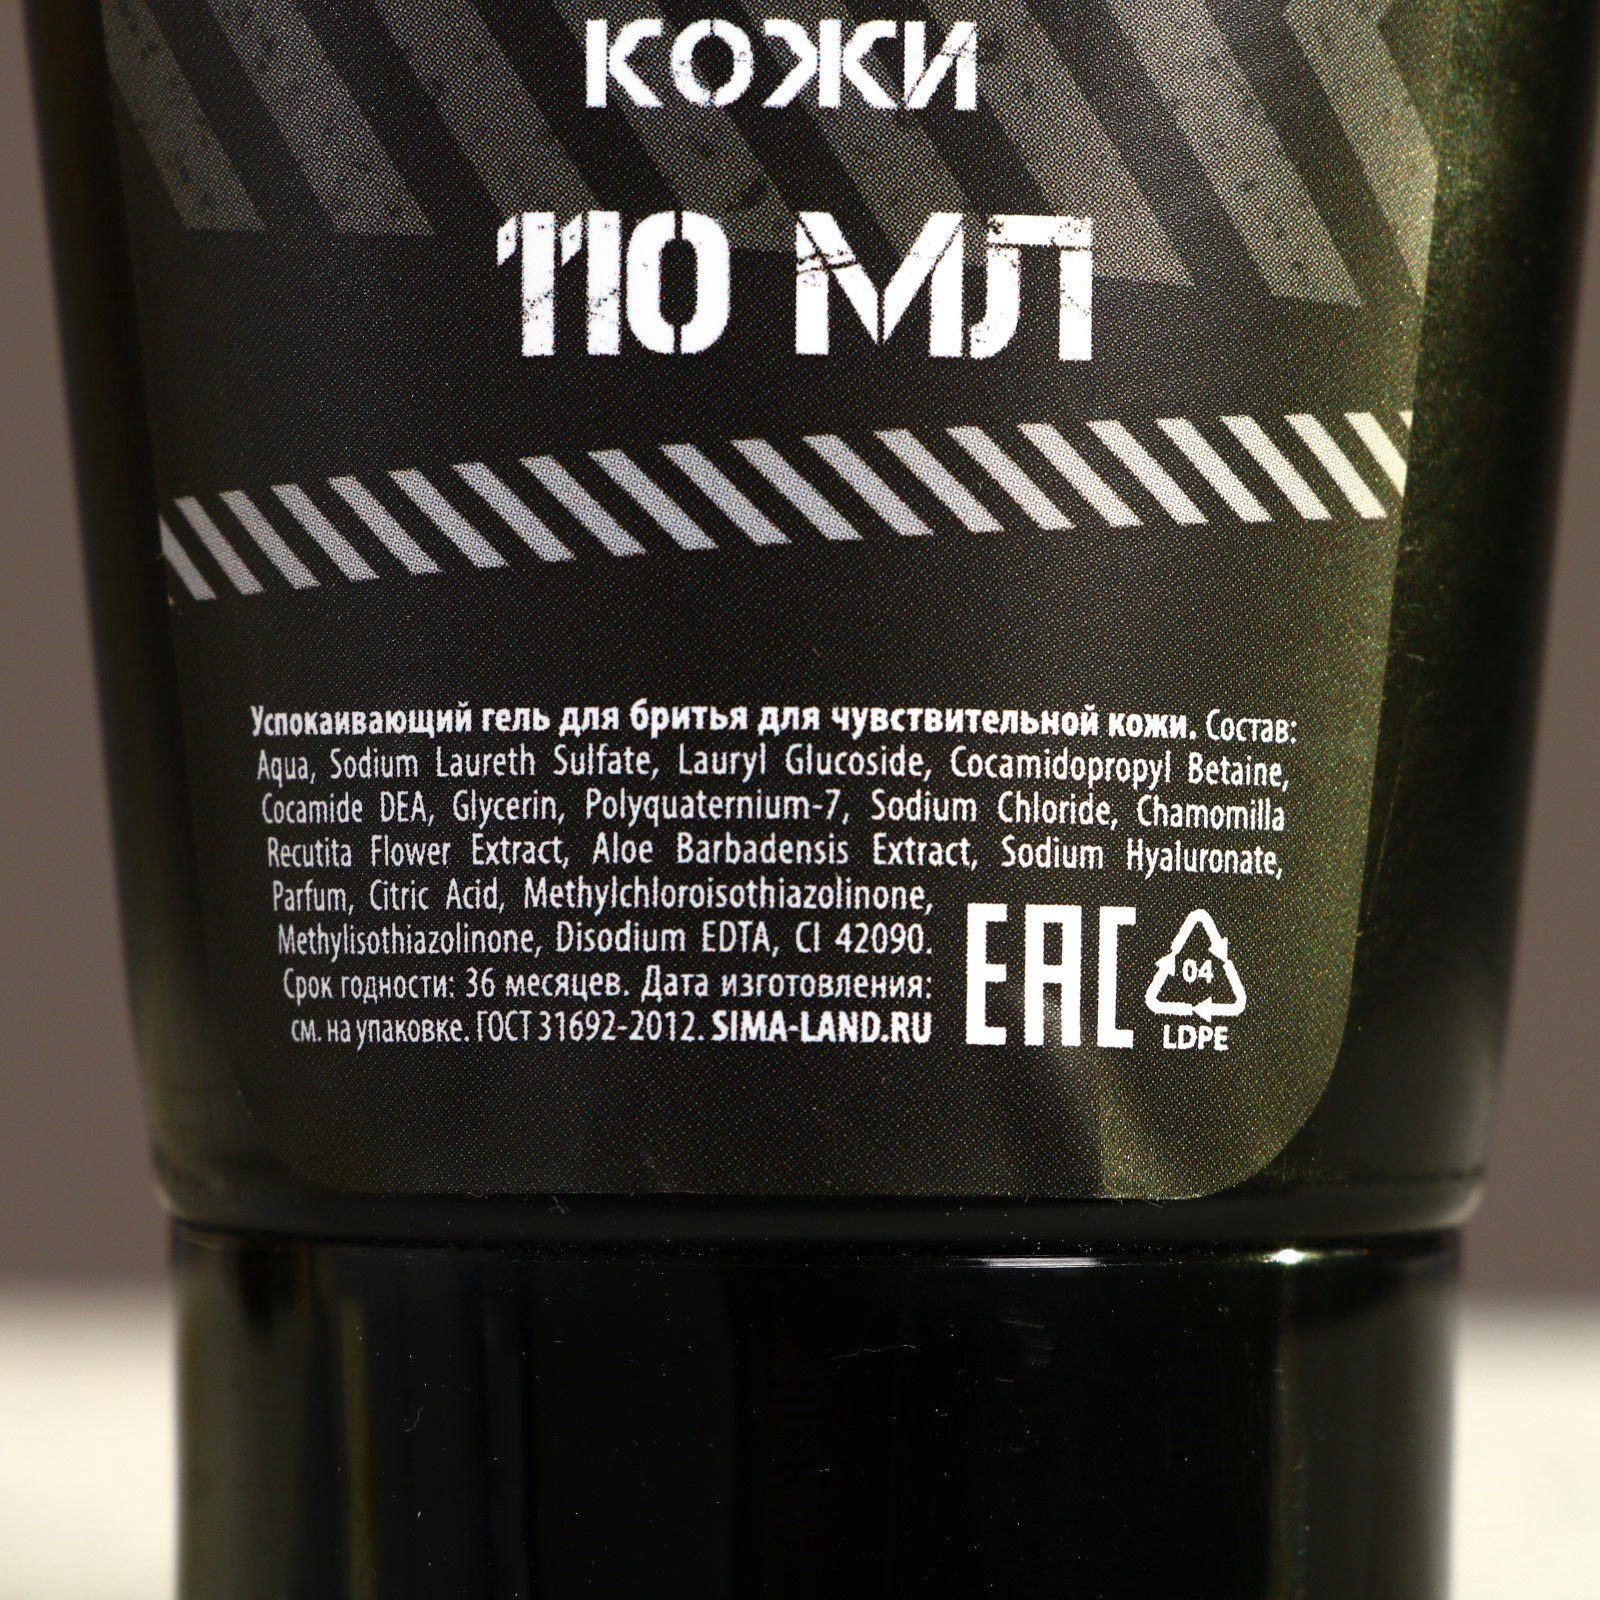 КОЖИ
110 МЛ
Успокаивающий гель для бритья для чувствительной кожи. Состав:
Aqua, Sodium Laureth Sulfate, Lauryl Glucoside, Cocamidopropyl Betaine,
Cocamide DEA, Glycerin, Polyquaternium-7, Sodium Chloride, Chamomilla
Recutita Flower Extract, Aloe Barbadensis Extract, Sodium Hyaluronate,
Parfum, Citric Acid, Methylchloroisothiazolinone,
Methylisothiazolinone, Disodium EDTA, CI 42090.
Срок годности: 36 месяцев. Дата изготовления:
см. на упаковке. ГОСТ 31692-2012. SIMA-LAND.RU
EAC
04
LDPE